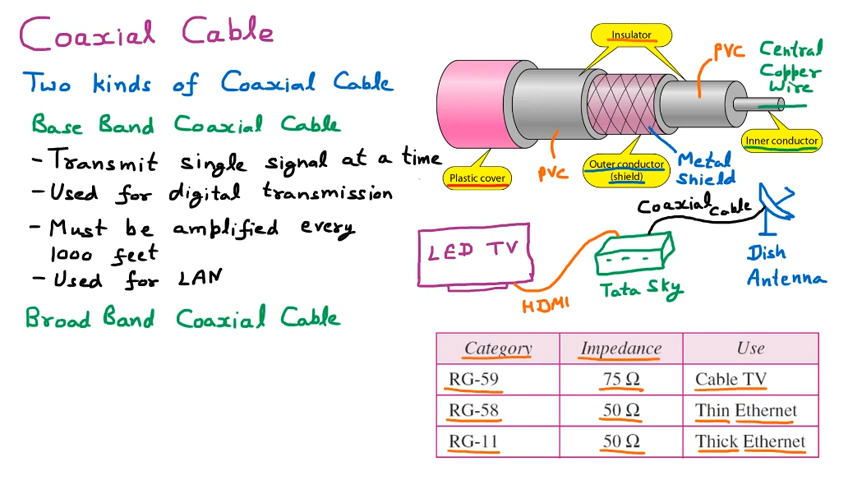 Coaxial Cable
Two kinds of Coaxial Cable
Base Band Coaxial Cable
- Transmit single signal at a time
- Used for digital transmission
- Must be amplified every
1000 feet
- Used for LAN
Broad Band Coaxial Cable
Insulator
PVC
Central
Copper
Wire
Inner conductor
Plastic cover
PVC
Outer conductor
(shield)
Metal
Shield
Coaxial Cable
LED TV
HDMI
Tata Sky
Dish
Antenna
Category Impedance Use
RG-59 75 Ω Cable TV
RG-58 50 Ω Thin Ethernet
RG-11 50 Ω Thick Ethernet